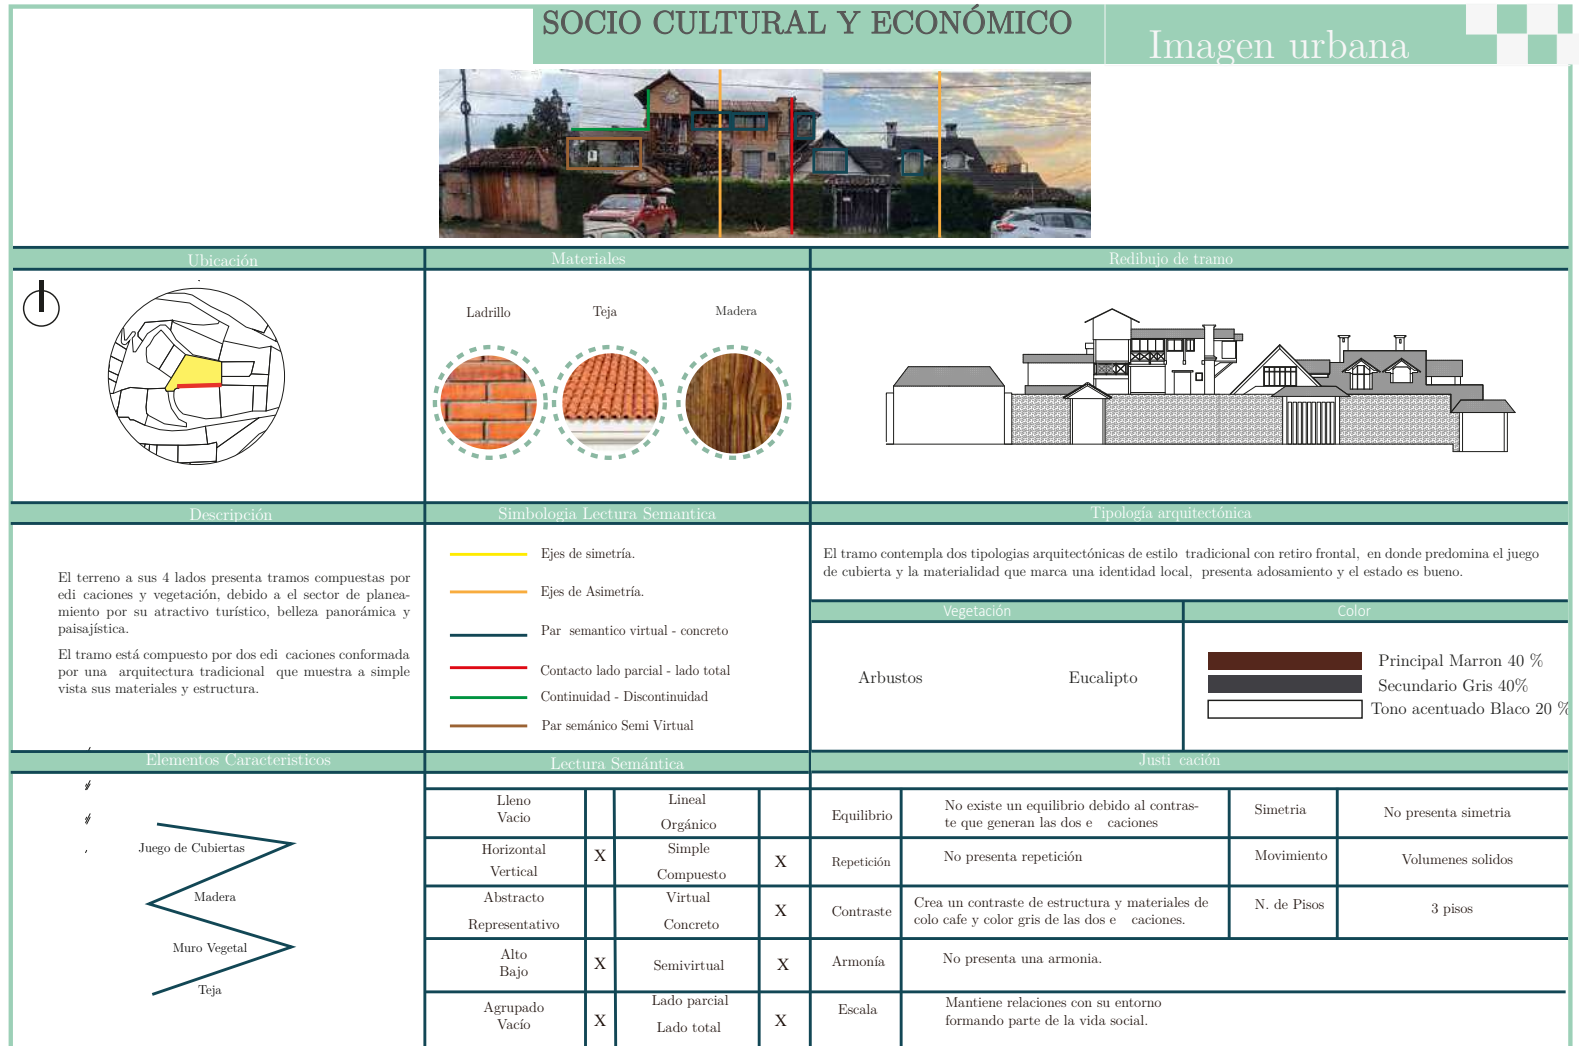 SOCIO CULTURAL Y ECONÓMICO
Imagen urbana
Ubicación
Materiales
Redibujo de tramo
Ladrillo
Teja
Madera
Descripción
Simbologia Lectura Semantica
Tipología arquitectónica
El terreno a sus 4 lados presenta tramos compuestas por
edi caciones y vegetación, debido a el sector de planea-
miento por su atractivo turístico, belleza panorámica y
paisajística.
El tramo está compuesto por dos edi caciones conformada
por una arquitectura tradicional que muestra a simple
vista sus materiales y estructura.
Ejes de simetría.
Ejes de Asimetría.
Par semantico virtual - concreto
Contacto lado parcial - lado total
Continuidad - Discontinuidad
Par semánico Semi Virtual
El tramo contempla dos tipologias arquitectónicas de estilo tradicional con retiro frontal, en donde predomina el juego
de cubierta y la materialidad que marca una identidad local, presenta adosamiento y el estado es bueno.
Vegetación
Color
Arbustos
Eucalipto
Principal Marron 40 %
Secundario Gris 40%
Tono acentuado Blaco 20 %
Elementos Caracteristicos
Lectura Semántica
Justi cación
Juego de Cubiertas
Madera
Muro Vegetal
Teja
Lleno
Vacio
Lineal
Orgánico
Horizontal
Vertical
X
Simple
Compuesto
X
Abstracto
Representativo
Virtual
Concreto
X
Alto
Bajo
X
Semivirtual
X
Agrupado
Vacío
X
Lado parcial
Lado total
X
Equilibrio
No existe un equilibrio debido al contras-
te que generan las dos e caciones
Simetria
No presenta simetria
Repetición
No presenta repetición
Movimiento
Volumenes solidos
Contraste
Crea un contraste de estructura y materiales de
colo cafe y color gris de las dos e caciones.
N. de Pisos
3 pisos
Armonía
No presenta una armonia.
Escala
Mantiene relaciones con su entorno
formando parte de la vida social.